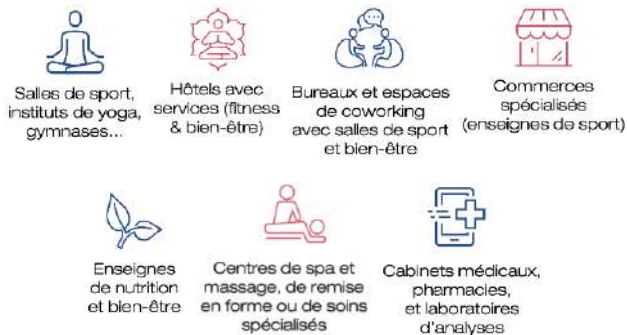 Salles de sport,
instituts de yoga,
gymnases...
Hôtels avec
services (fitness
& bien-être)
Bureaux et espaces
de coworking
avec salles de sport
et bien-être
Commerces
spécialisés
(enseignes de sport)
Enseignes
de nutrition
et bien-être
Centres de spa et
massage, de remise
en forme ou de soins
spécialisés
Cabinets médicaux,
pharmacies,
et laboratoires
d'analyses